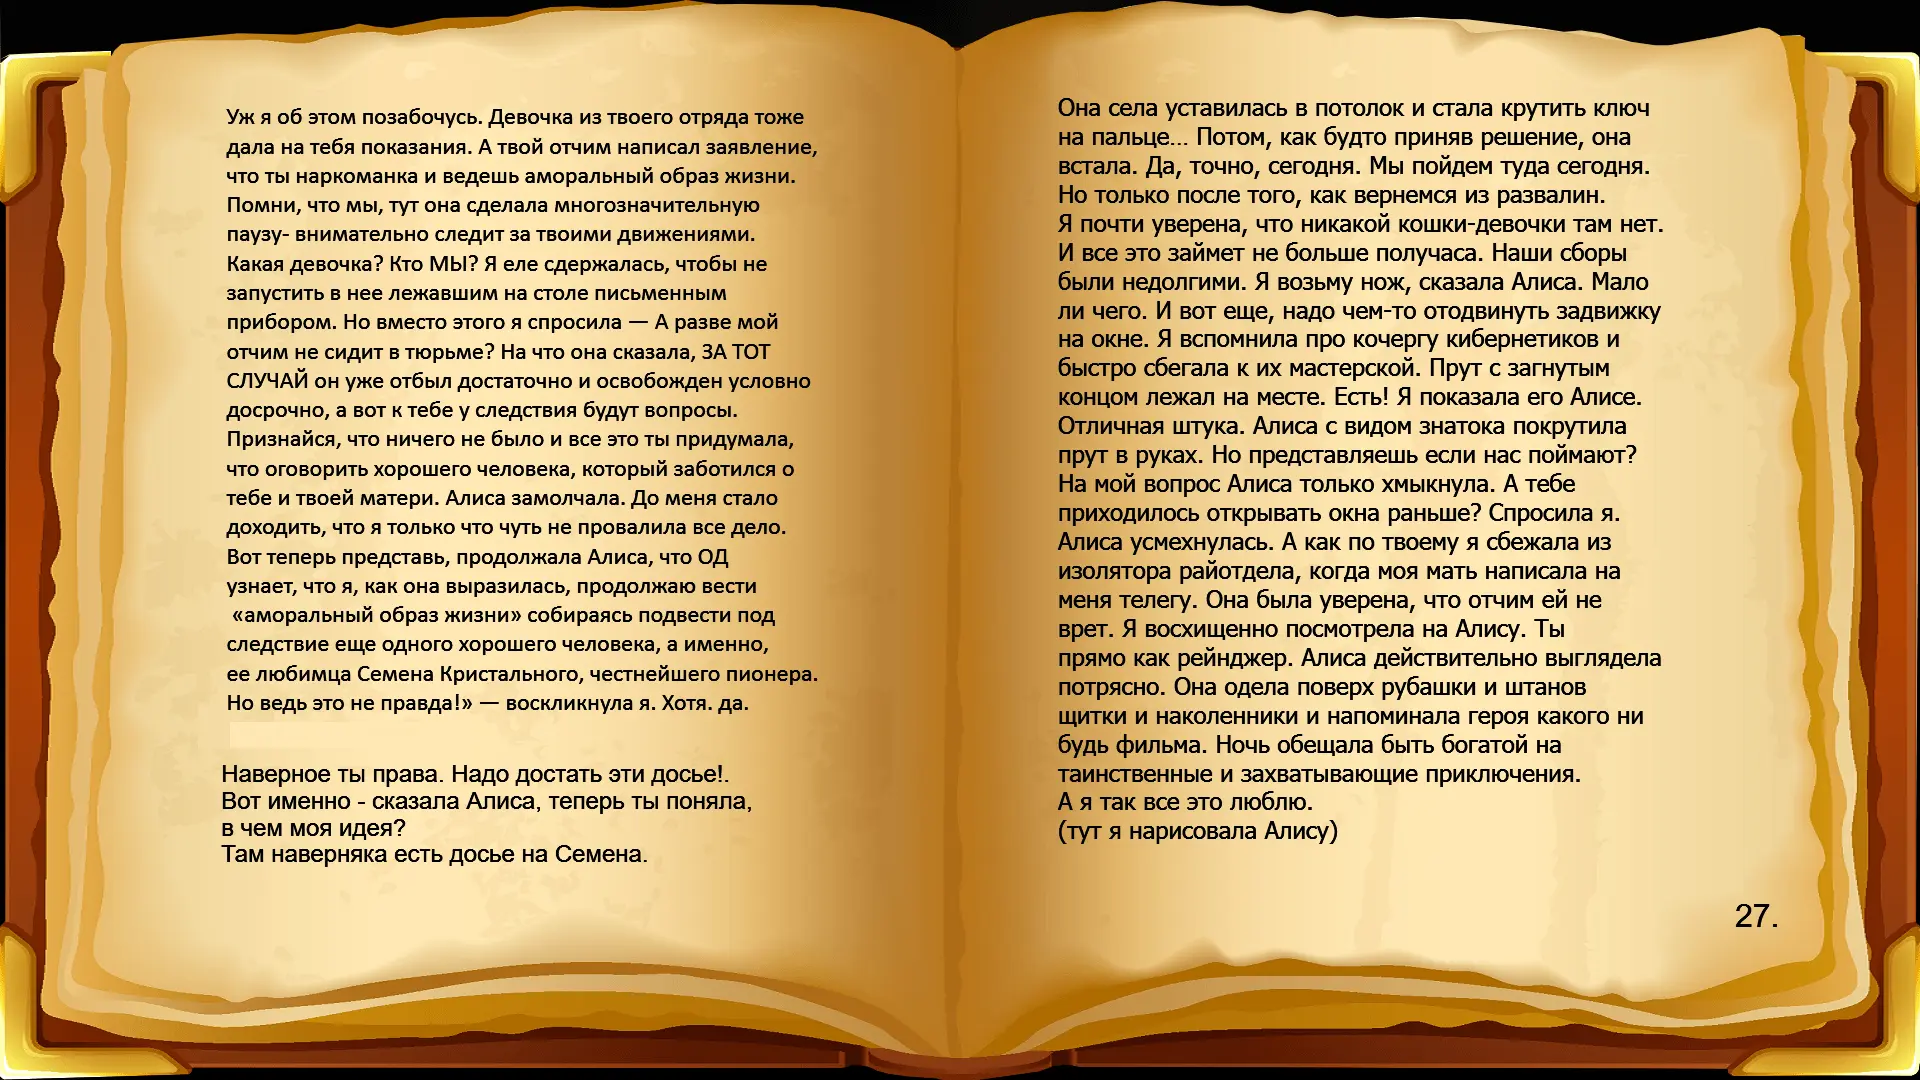 Уж я об этом позабочусь. Девочка из твоего отряда тоже
дала на тебя показания. А твой отчим написал заявление,
что ты наркоманка и ведешь аморальный образ жизни.
Помни, что мы, тут она сделала многозначительную
паузу- внимательно следит за твоими движениями.
Какая девочка? Кто МЫ? Я еле сдержалась, чтобы не
запустить в нее лежавшим на столе письменным
прибором. Но вместо этого я спросила — А разве мой
отчим не сидит в тюрьме? На что она сказала, ЗА ТОТ
СЛУЧАЙ он уже отбыл достаточно и освобожден условно
досрочно, а вот к тебе у следствия будут вопросы.
Признайся, что ничего не было и все это ты придумала,
что оговорить хорошего человека, который заботился о
тебе и твоей матери. Алиса замолчала. До меня стало
доходить, что я только что чуть не провалила все дело.
Вот теперь представь, продолжала Алиса, что ОД
узнает, что я, как она выразилась, продолжаю вести
«аморальный образ жизни» собираясь подвести под
следствие еще одного хорошего человека, а именно,
ее любимца Семена Кристального, честнейшего пионера.
Но ведь это не правда!» — воскликнула я. Хотя. да.
Наверное ты права. Надо достать эти досье!.
Вот именно - сказала Алиса, теперь ты поняла,
в чем моя идея?
Там наверняка есть досье на Семена.
Она села уставилась в потолок и стала крутить ключ
на пальце... Потом, как будто приняв решение, она
встала. Да, точно, сегодня. Мы пойдем туда сегодня.
Но только после того, как вернемся из развалин.
Я почти уверена, что никакой кошки-девочки там нет.
И все это займет не больше получаса. Наши сборы
были недолгими. Я возьму нож, сказала Алиса. Мало
ли чего. И вот еще, надо чем-то отодвинуть задвижку
на окне. Я вспомнила про кочергу кибернетиков и
быстро сбегала к их мастерской. Прут с загнутым
концом лежал на месте. Есть! Я показала его Алисе.
Отличная штука. Алиса с видом знатока покрутила
прут в руках. Но представляешь если нас поймают?
На мой вопрос Алиса только хмыкнула. А тебе
приходилось открывать окна раньше? Спросила я.
Алиса усмехнулась. А как по твоему я сбежала из
изолятора райотдела, когда моя мать написала на
меня телегу. Она была уверена, что отчим ей не
врет. Я восхищенно посмотрела на Алису. Ты
прямо как рейнджер. Алиса действительно выглядела
потрясно. Она одела поверх рубашки и штанов
щитки и наколенники и напоминала героя какого ни
будь фильма. Ночь обещала быть богатой на
таинственные и захватывающие приключения.
А я так все это люблю.
(тут я нарисовала Алису)
27.